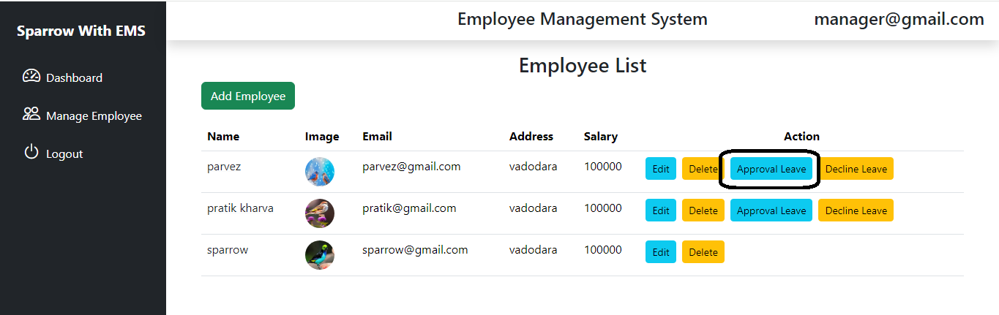 Sparrow With EMS
Dashboard
Manage Employee
Logout
Employee Management System manager@gmail.com
Employee List
Add Employee
Name Image Email Address Salary Action
parvez parvez@gmail.com vadodara 100000 Edit Delete Approval Leave Decline Leave
pratik kharva pratik@gmail.com vadodara 100000 Edit Delete Approval Leave Decline Leave
sparrow sparrow@gmail.com vadodara 100000 Edit Delete